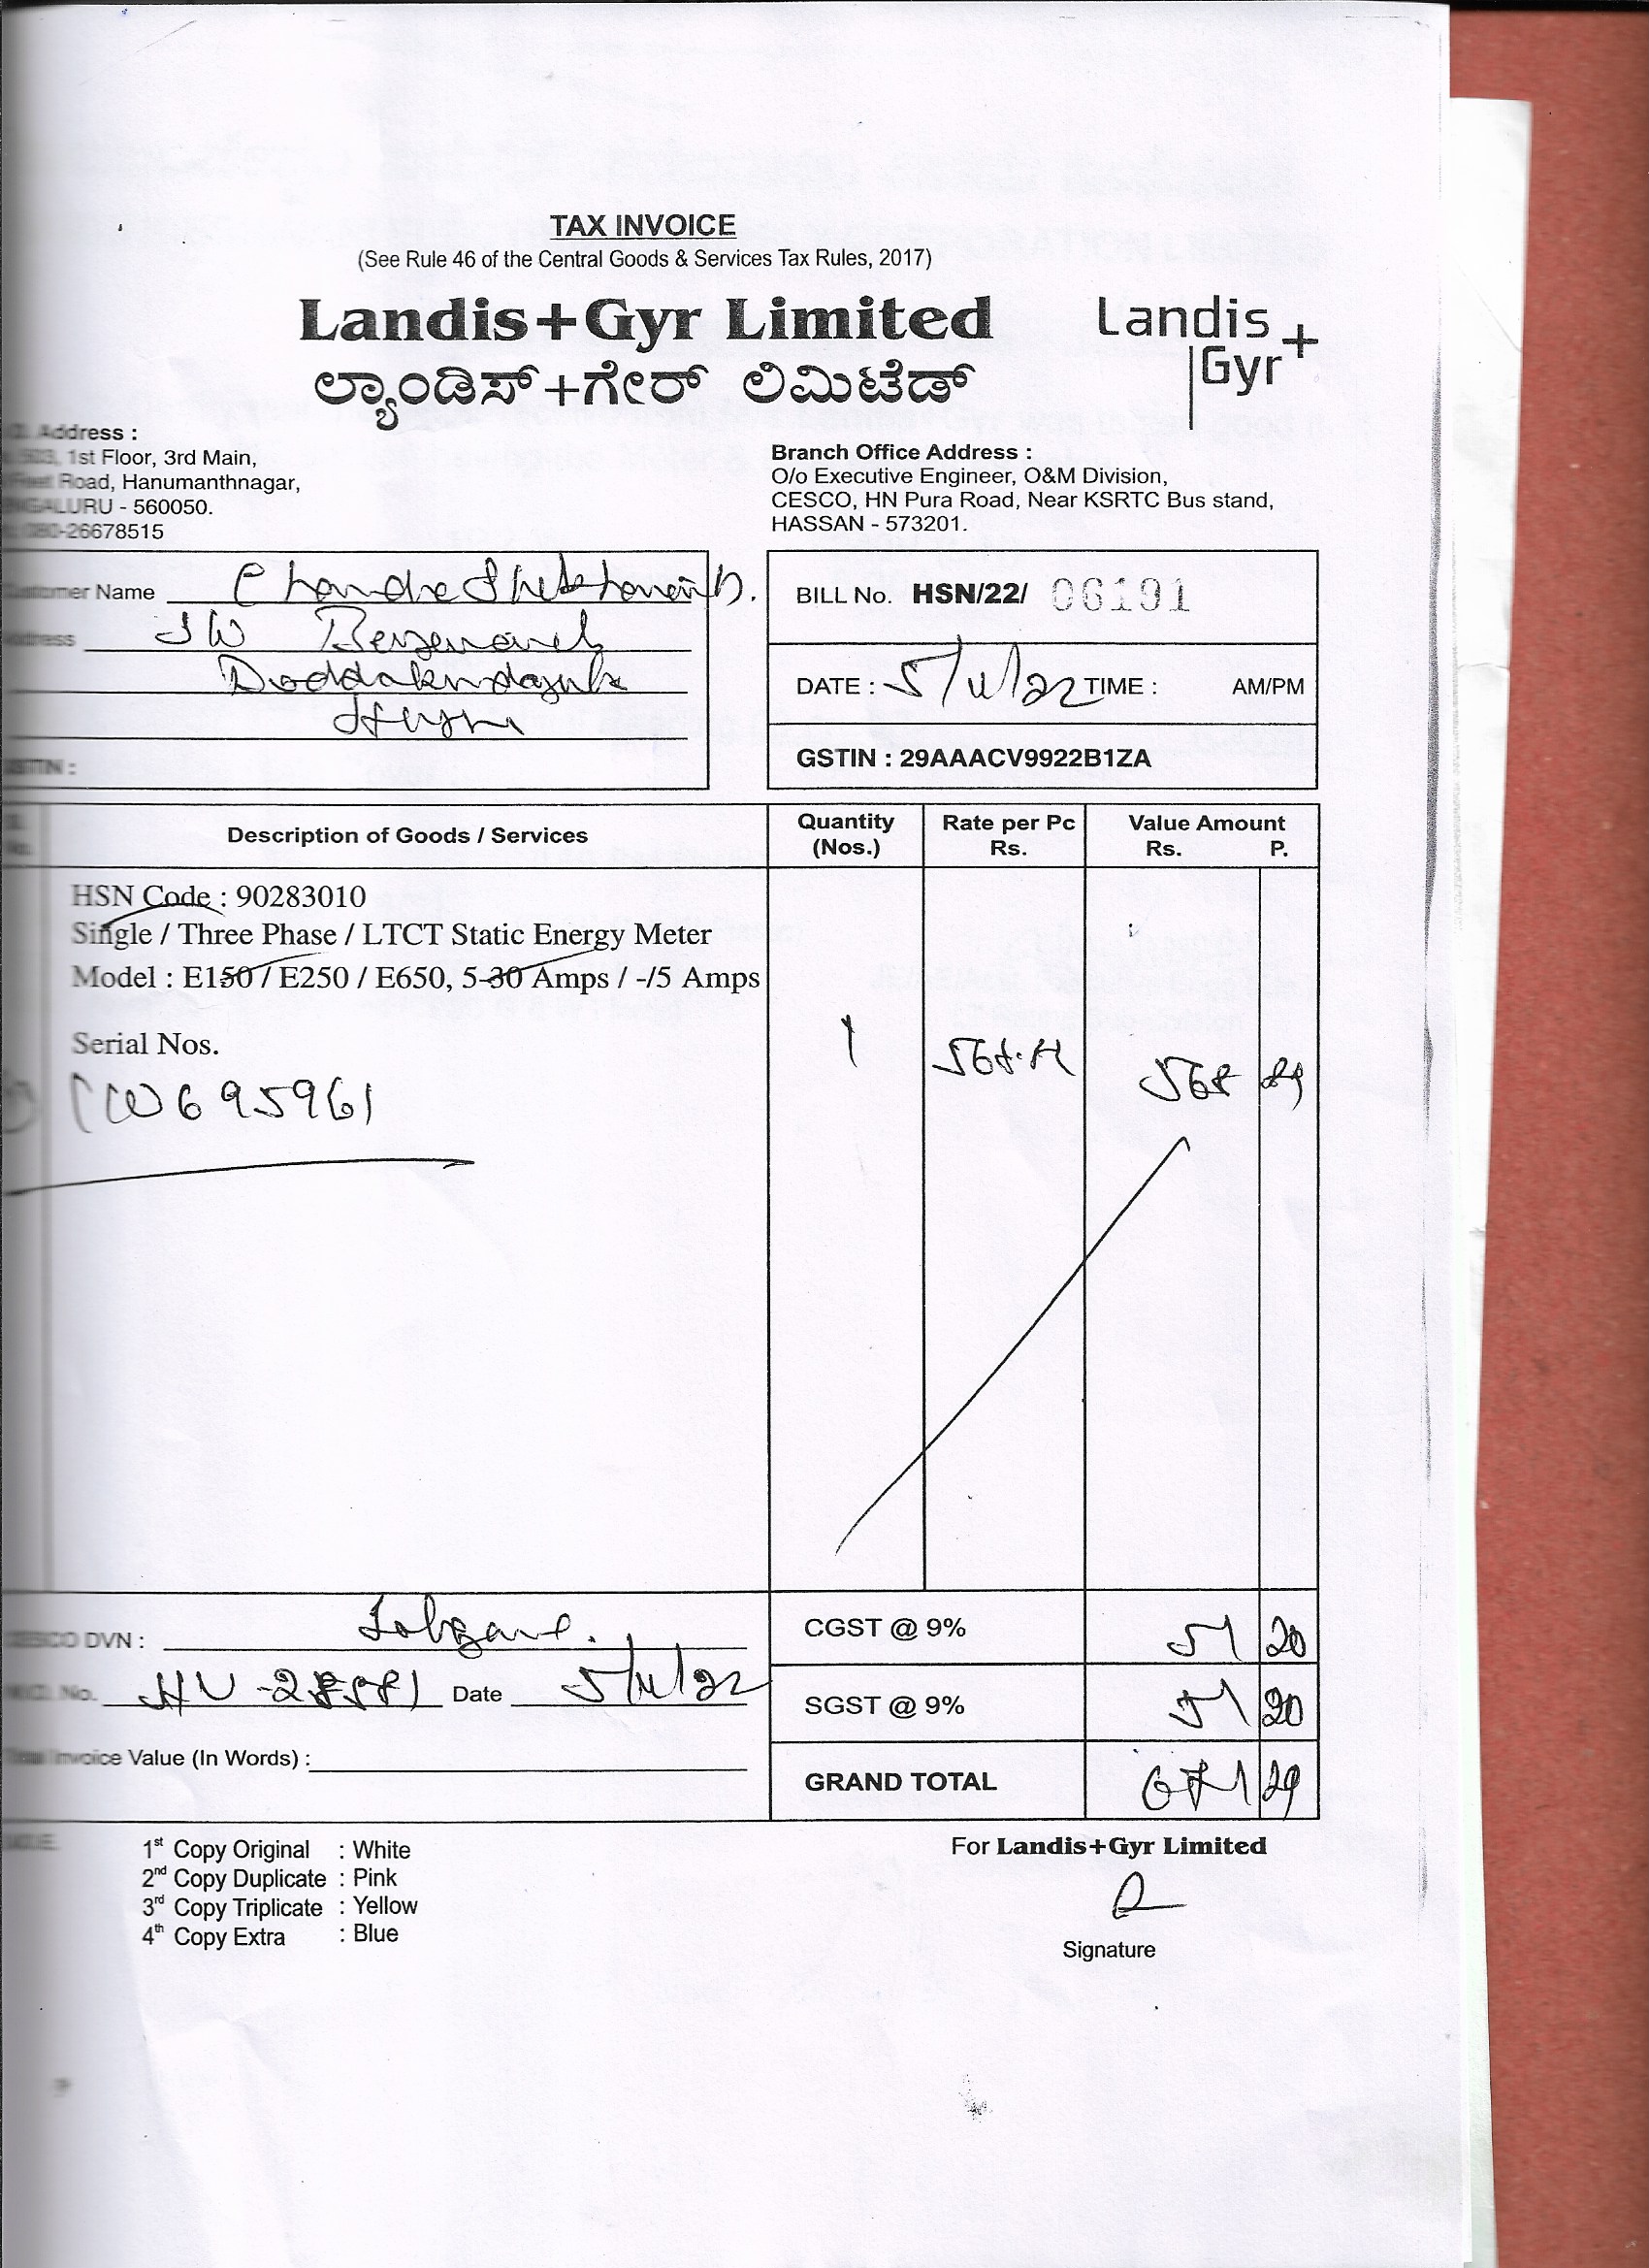 TAX INVOICE
(See Rule 46 of the Central Goods & Services Tax Rules, 2017)
Landis+Gyr Limited
ಲ್ಯಾಂಡಿಸ್+ಗೇರ್ ಲಿಮಿಟೆಡ್
Landis+
Gyr
Address :
1st Floor, 3rd Main,
Road, Hanumanthnagar,
- 560050.
080-26678515
Branch Office Address :
O/o Executive Engineer, O&M Division,
CESCO, HN Pura Road, Near KSRTC Bus stand,
HASSAN - 573201.
Customer Name
Address
GSTIN :
BILL No. HSN/22/ 06191
DATE : 5/11/22 TIME : AM/PM
GSTIN : 29AAACV9922B1ZA
Description of Goods / Services
Quantity (Nos.)
Rate per Pc Rs.
Value Amount Rs. P.
HSN Code : 90283010
Single / Three Phase / LTCT Static Energy Meter
Model : E150 / E250 / E650, 5-30 Amps / -/5 Amps
Serial Nos.
695961
1
568 89
DVN :
No. Date 5/11/22
Invoice Value (In Words) :
CGST @ 9% 51 20
SGST @ 9% 51 20
GRAND TOTAL 671 29
1st Copy Original : White
2nd Copy Duplicate : Pink
3rd Copy Triplicate : Yellow
4th Copy Extra : Blue
For Landis+Gyr Limited
Signature